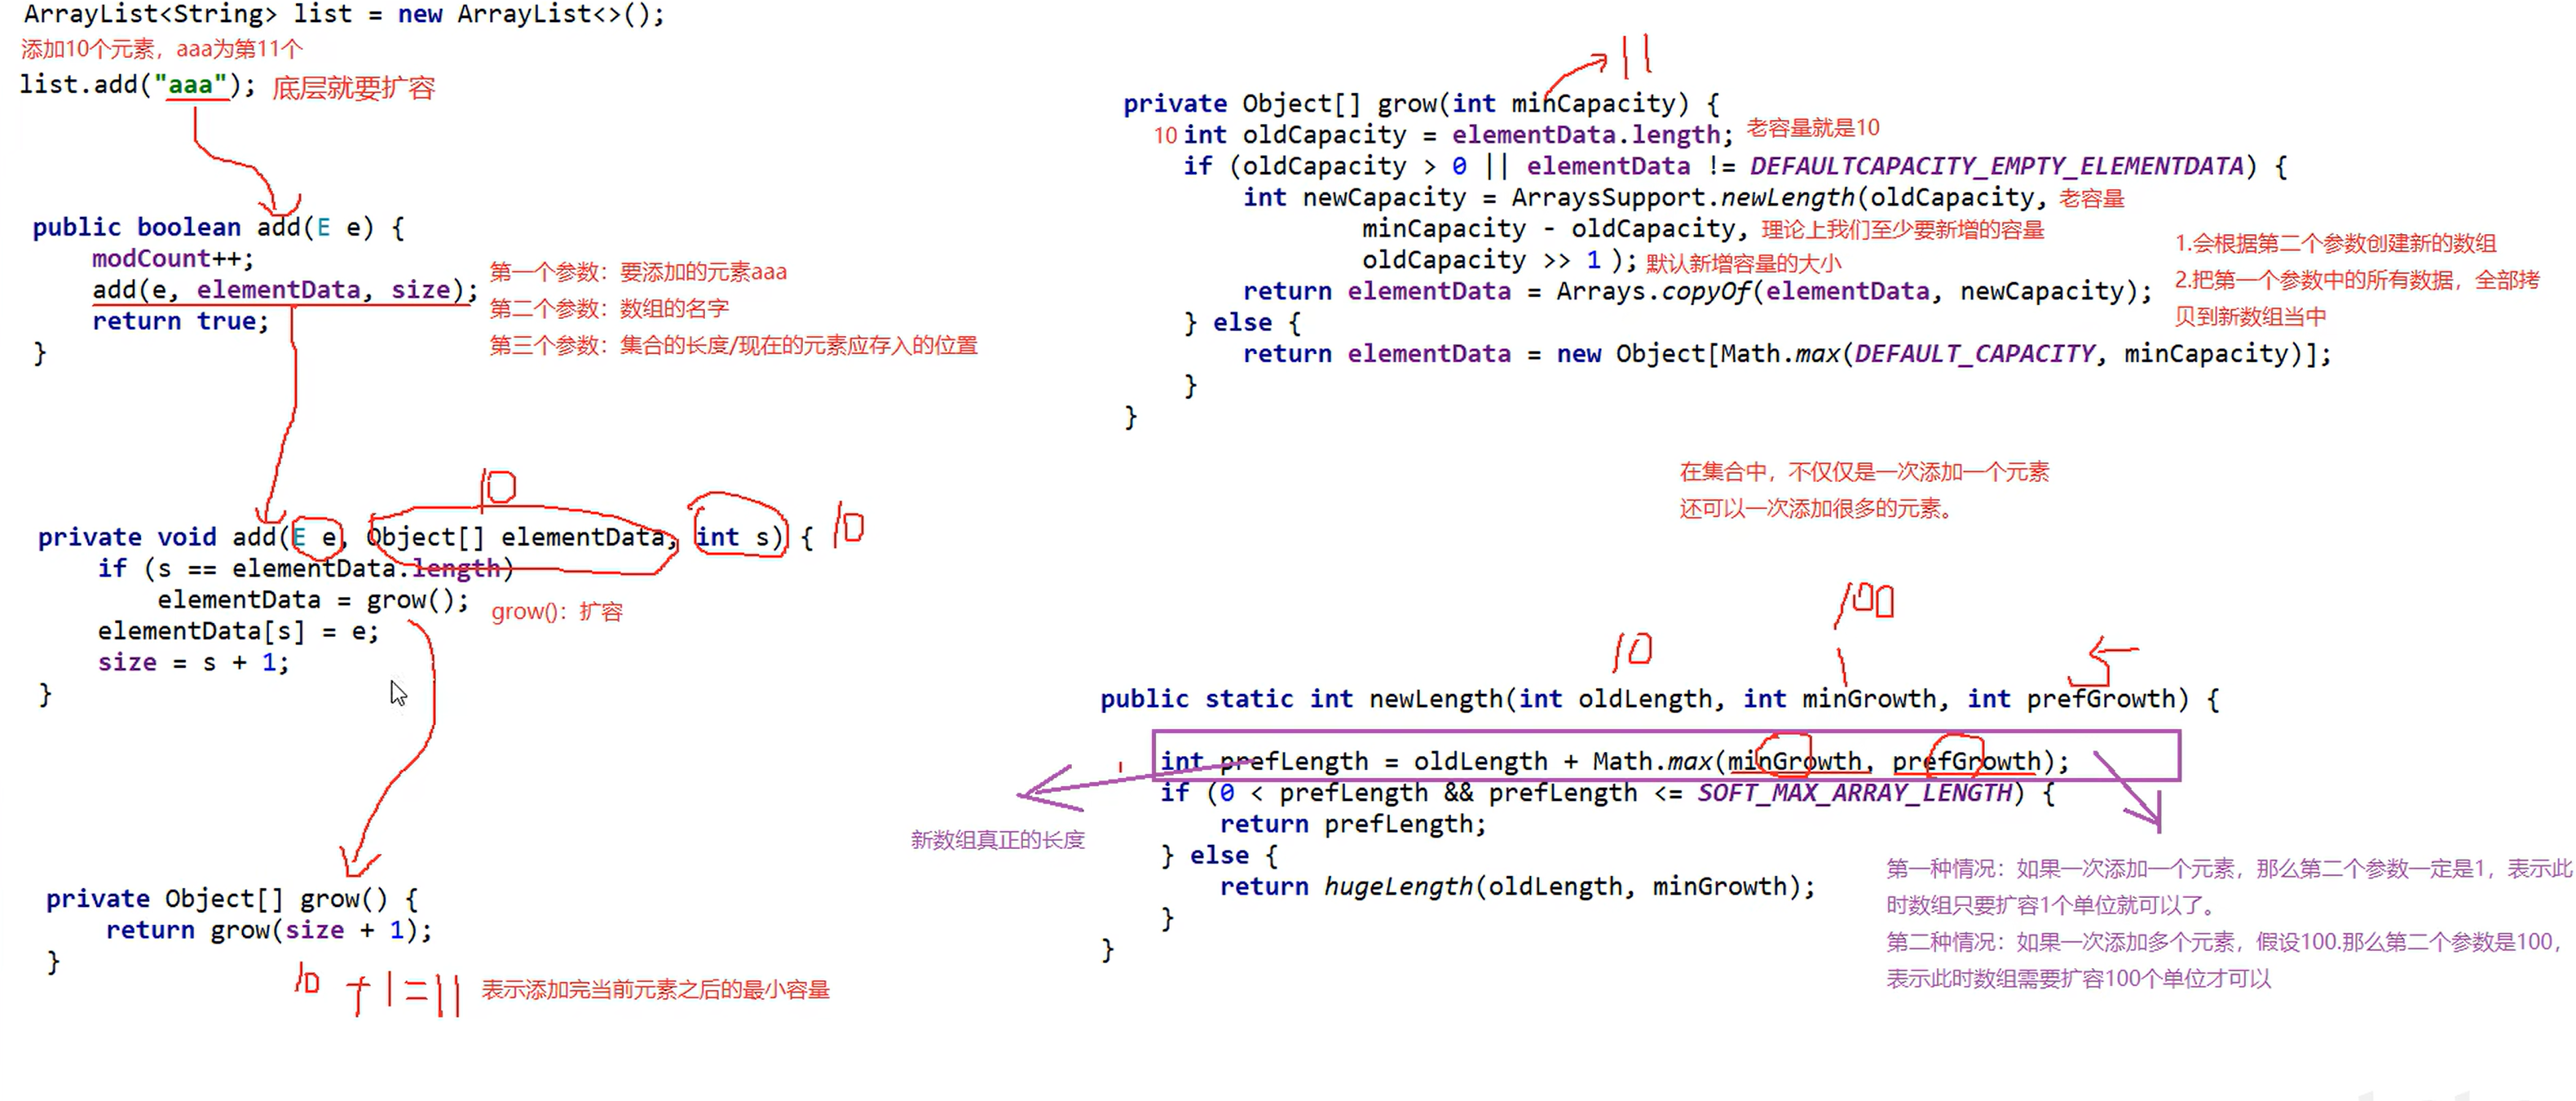 ArrayList<String> list = new ArrayList<>();
添加10个元素，aaa为第11个
list.add("aaa"); 底层就要扩容
public boolean add(E e) {
modCount++;
add(e, elementData, size);
return true;
}
第一个参数：要添加的元素aaa
第二个参数：数组的名字
第三个参数：集合的长度/现在的元素应存入的位置
10
private void add(E e, Object[] elementData, int s) { 10
if (s == elementData.length)
elementData = grow(); grow()：扩容
elementData[s] = e;
size = s + 1;
}
private Object[] grow() {
return grow(size + 1);
}
10 +1=11 表示添加完当前元素之后的最小容量
11
private Object[] grow(int minCapacity) {
10 int oldCapacity = elementData.length; 老容量就是10
if (oldCapacity > 0 || elementData != DEFAULTCAPACITY_EMPTY_ELEMENTDATA) {
int newCapacity = ArraysSupport.newLength(oldCapacity, 老容量
minCapacity - oldCapacity, 理论上我们至少要新增的容量
oldCapacity >> 1 ); 默认新增容量的大小
return elementData = Arrays.copyOf(elementData, newCapacity);
} else {
return elementData = new Object[Math.max(DEFAULT_CAPACITY, minCapacity)];
}
}
1.会根据第二个参数创建新的数组
2.把第一个参数中的所有数据，全部拷
贝到新数组当中
在集合中，不仅仅是一次添加一个元素
还可以一次添加很多的元素。
10 100 5
public static int newLength(int oldLength, int minGrowth, int prefGrowth) {
int prefLength = oldLength + Math.max(minGrowth, prefGrowth);
if (0 < prefLength && prefLength <= SOFT_MAX_ARRAY_LENGTH) {
return prefLength;
} else {
return hugeLength(oldLength, minGrowth);
}
}
新数组真正的长度
第一种情况：如果一次添加一个元素，那么第二个参数一定是1，表示此
时数组只要扩容1个单位就可以了。
第二种情况：如果一次添加多个元素，假设100.那么第二个参数是100，
表示此时数组需要扩容100个单位才可以